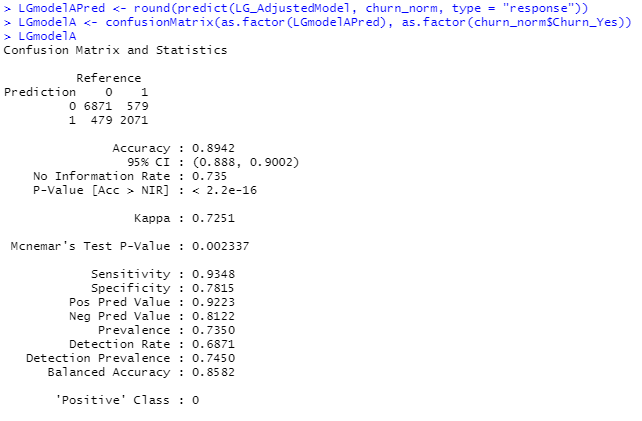 > LGmodelAPred <- round(predict(LG_AdjustedModel, churn_norm, type = "response"))
> LGmodelA <- confusionMatrix(as.factor(LGmodelAPred), as.factor(churn_norm$Churn_Yes))
> LGmodelA
Confusion Matrix and Statistics
Reference
Prediction 0 1
0 6871 579
1 479 2071
Accuracy : 0.8942
95% CI : (0.888, 0.9002)
No Information Rate : 0.735
P-Value [Acc > NIR] : < 2.2e-16
Kappa : 0.7251
Mcnemar's Test P-Value : 0.002337
Sensitivity : 0.9348
Specificity : 0.7815
Pos Pred Value : 0.9223
Neg Pred Value : 0.8122
Prevalence : 0.7350
Detection Rate : 0.6871
Detection Prevalence : 0.7450
Balanced Accuracy : 0.8582
'Positive' Class : 0